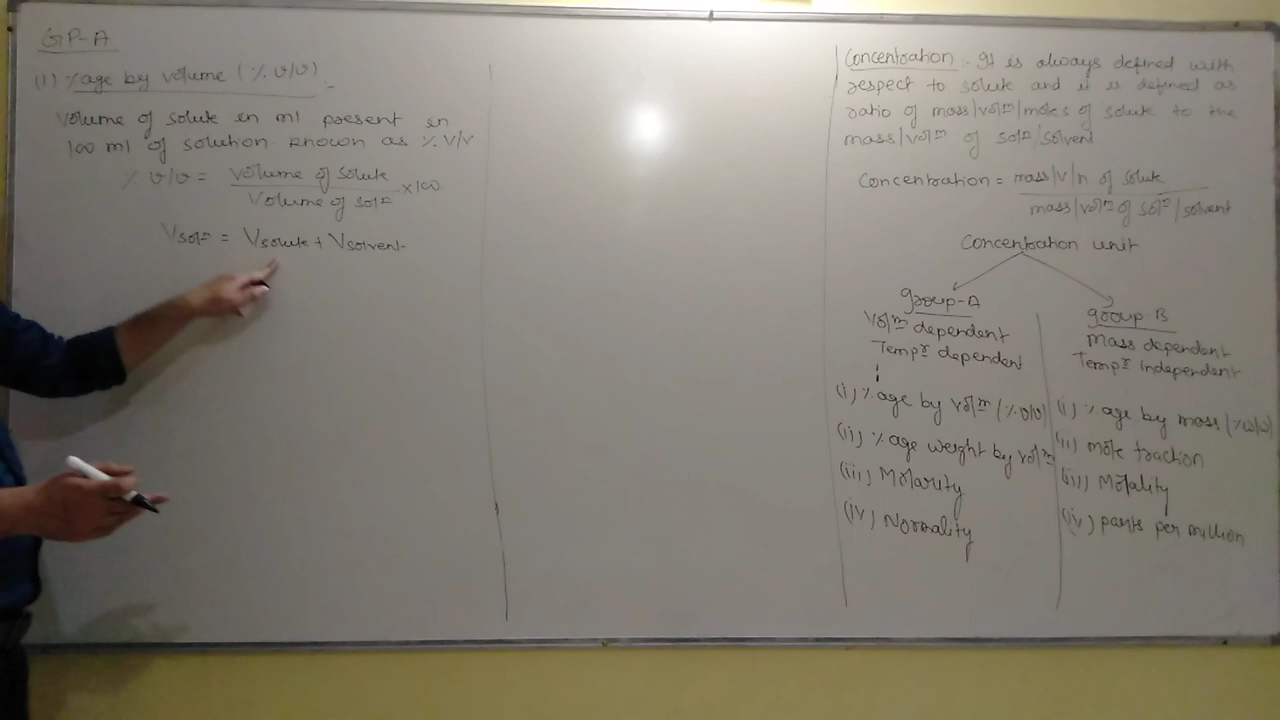 GP-A
(i) %age by volume (% v/v)
Volume of solute in ml present in
100 ml of solution known as % V/V
% v/v = Volume of solute / Volume of solⁿ × 100
Vsolⁿ = Vsolute + Vsolvent
Concentration. It is always defined with
respect to solute and it is defined as
ratio of mass/volᵐ/moles of solute to the
mass/volᵐ of solⁿ/solvent
Concentration = mass/V/n of solute / mass/volᵐ of solⁿ/solvent
Concentration unit
Group-A
Volᵐ dependent
Tempʳ dependent
(i) %age by volᵐ (% v/v)
(ii) %age weight by volᵐ
(iii) Molarity
(iv) Normality
group B
Mass dependent
Tempʳ independent
(i) %age by mass (% w/w)
(ii) mole fraction
(iii) Molality
(iv) parts per million